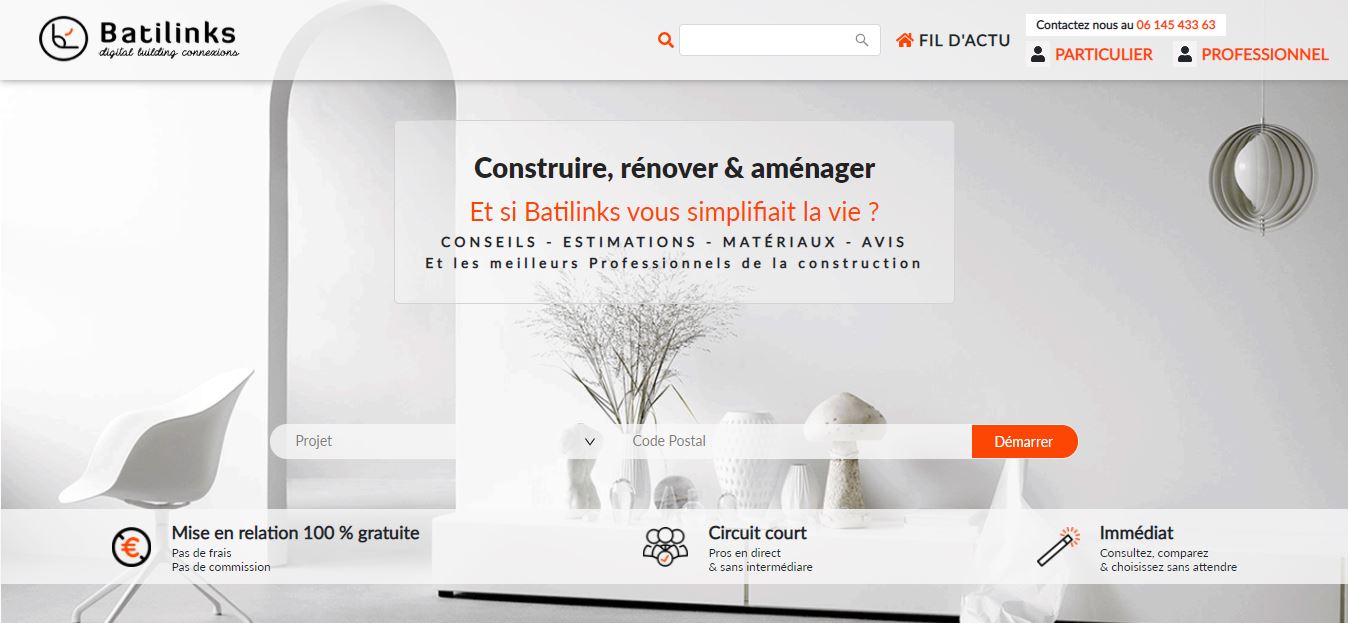 Batilinks
digital building connexions
FIL D'ACTU
Contactez nous au 06 145 433 63
PARTICULIER
PROFESSIONNEL
Construire, rénover & aménager
Et si Batilinks vous simplifiait la vie ?
CONSEILS - ESTIMATIONS - MATÉRIAUX - AVIS
Et les meilleurs Professionnels de la construction
Projet
Code Postal
Démarrer
Mise en relation 100 % gratuite
Pas de frais
Pas de commission
Circuit court
Pros en direct
& sans intermédiare
Immédiat
Consultez, comparez
& choisissez sans attendre